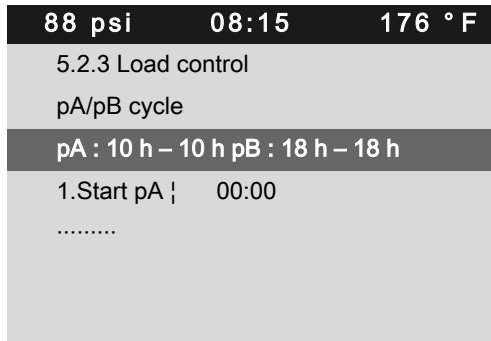 88 psi 08:15 176 °F
5.2.3 Load control
pA/pB cycle
pA : 10 h – 10 h pB : 18 h – 18 h
1.Start pA ¦ 00:00
.........